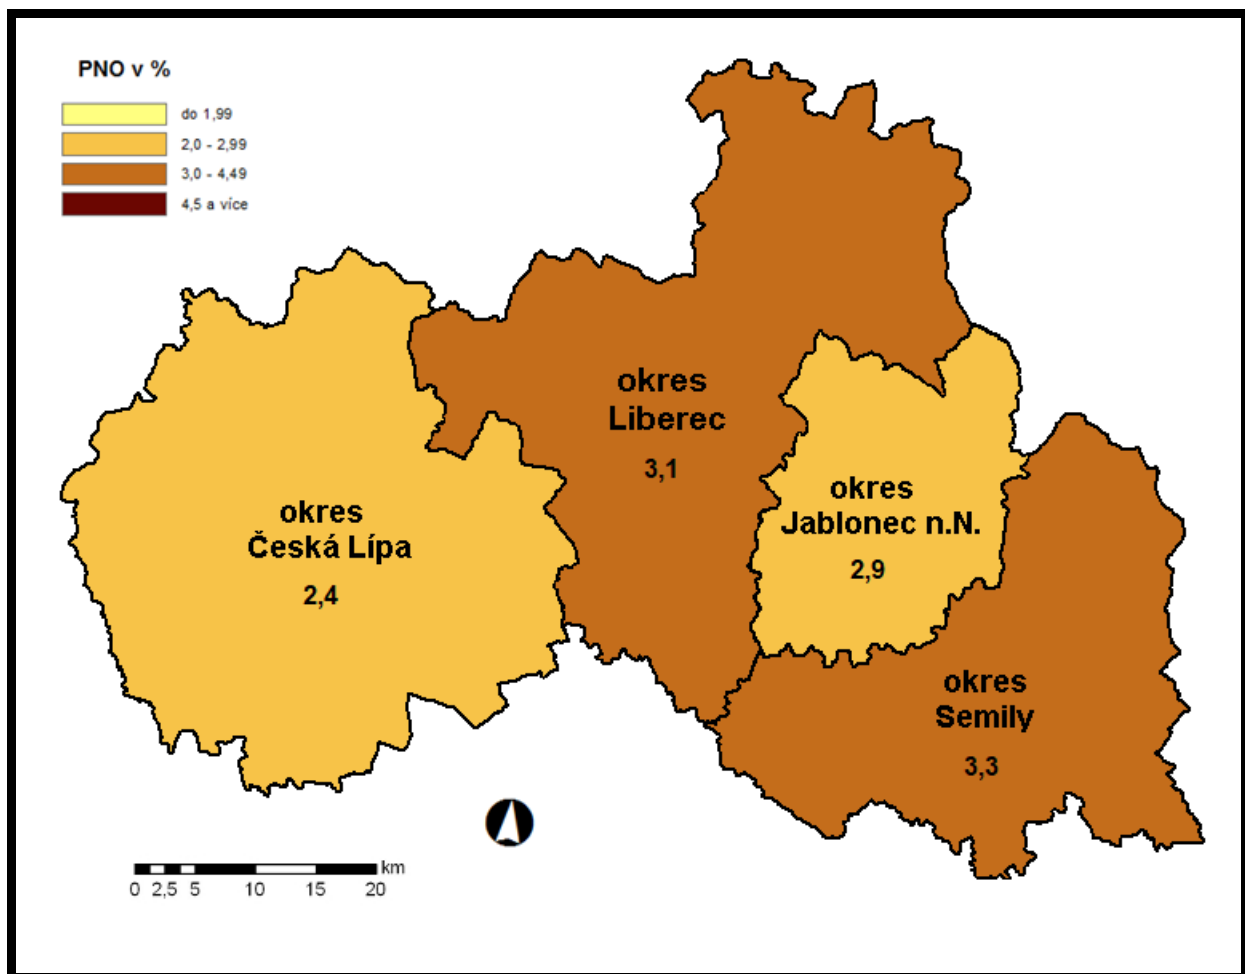 PNO v %
do 1,99
2,0 - 2,99
3,0 - 4,49
4,5 a více
okres
Liberec
3,1
okres
Jablonec n.N.
2,9
okres
Česká Lípa
2,4
okres
Semily
3,3
km
0 2,5 5 10 15 20